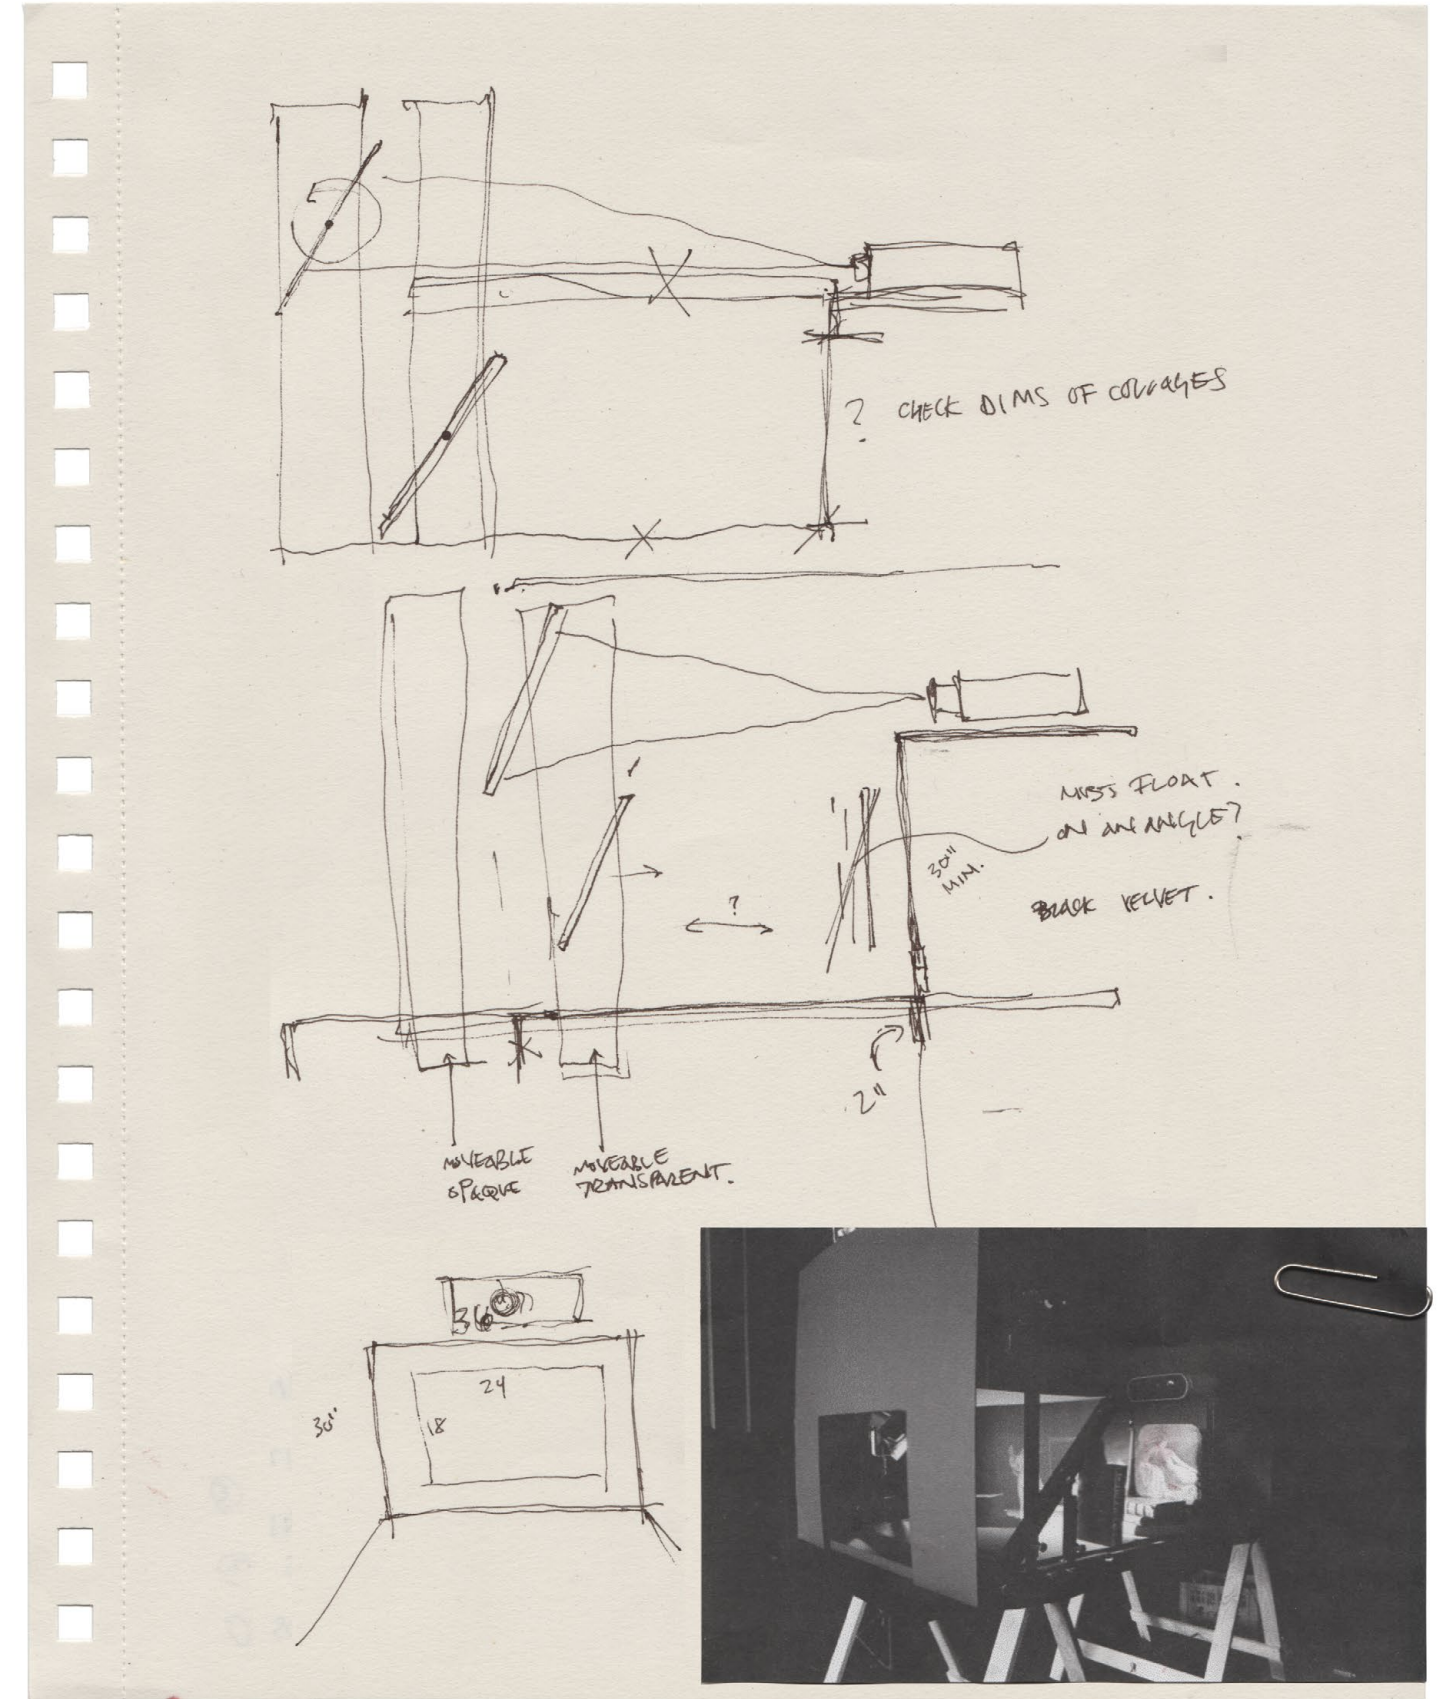 ? CHECK DIMS OF COLLAGES
MUST FLOAT.
ON AN ANGLE?
30"
MIN.
BLACK VELVET.
?
2"
MOVEABLE
OPAQUE
MOVEABLE
TRANSPARENT.
36
24
30"
18